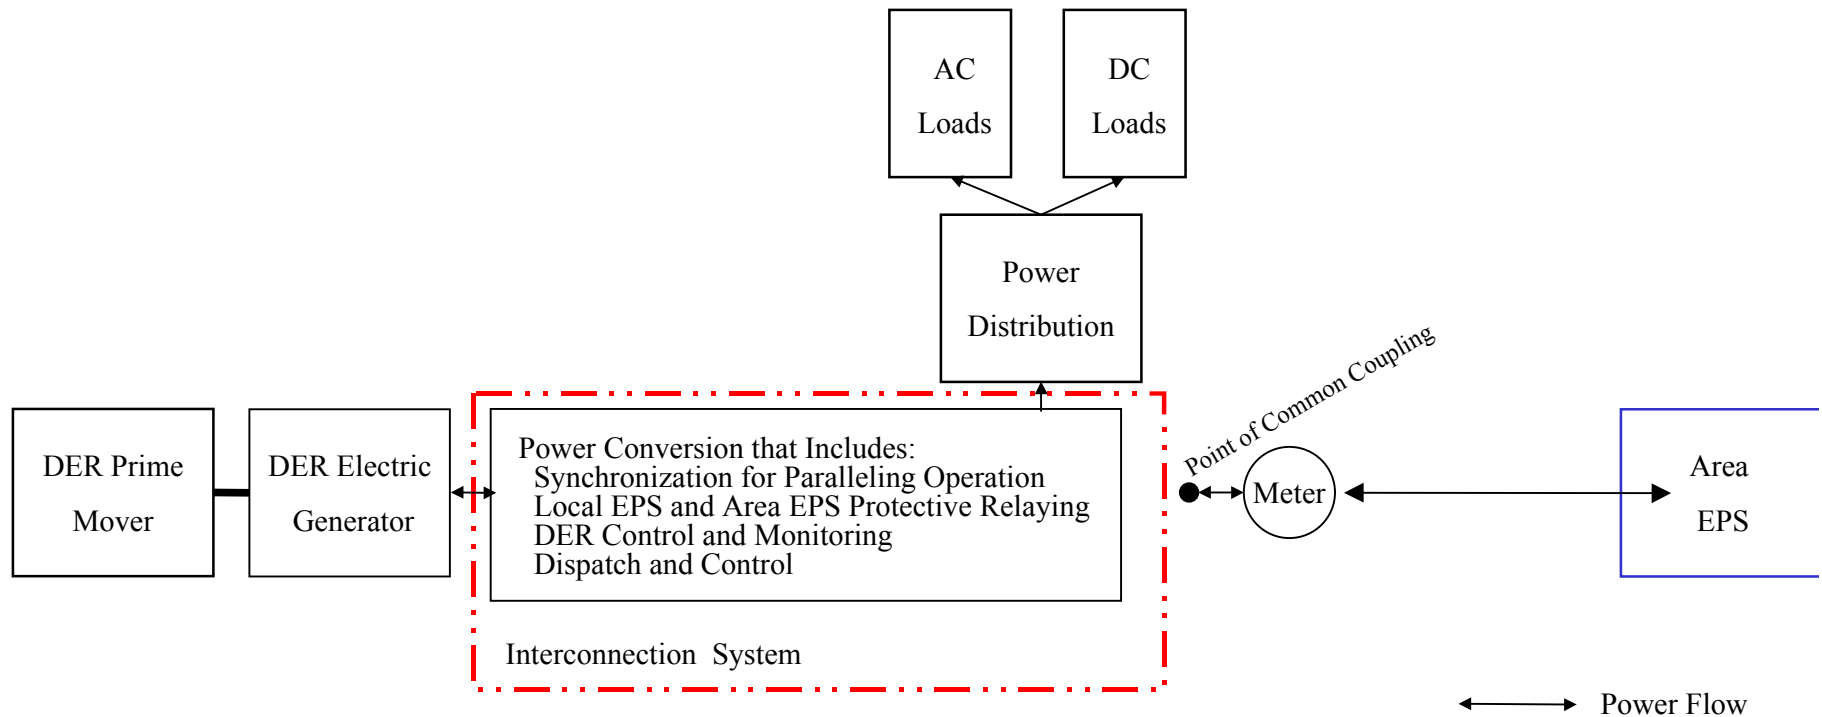 AC
Loads
DC
Loads
Power
Distribution
Point of Common Coupling
DER Prime
Mover
DER Electric
Generator
Power Conversion that Includes:
Synchronization for Paralleling Operation
Local EPS and Area EPS Protective Relaying
DER Control and Monitoring
Dispatch and Control
Interconnection System
Meter
Area
EPS
Power Flow